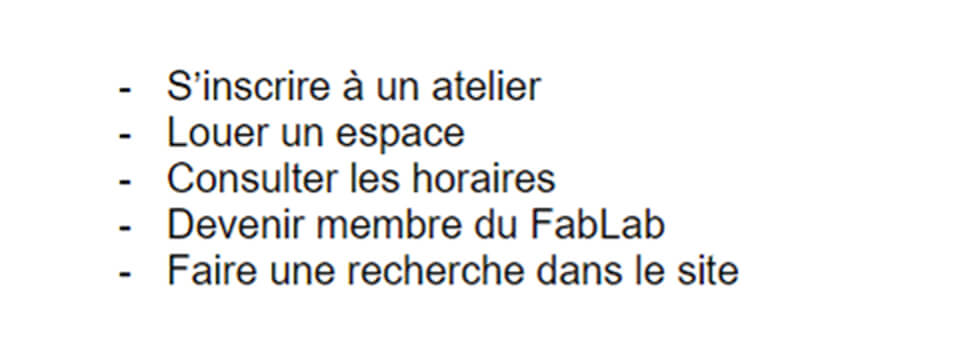 - S’inscrire à un atelier
- Louer un espace
- Consulter les horaires
- Devenir membre du FabLab
- Faire une recherche dans le site